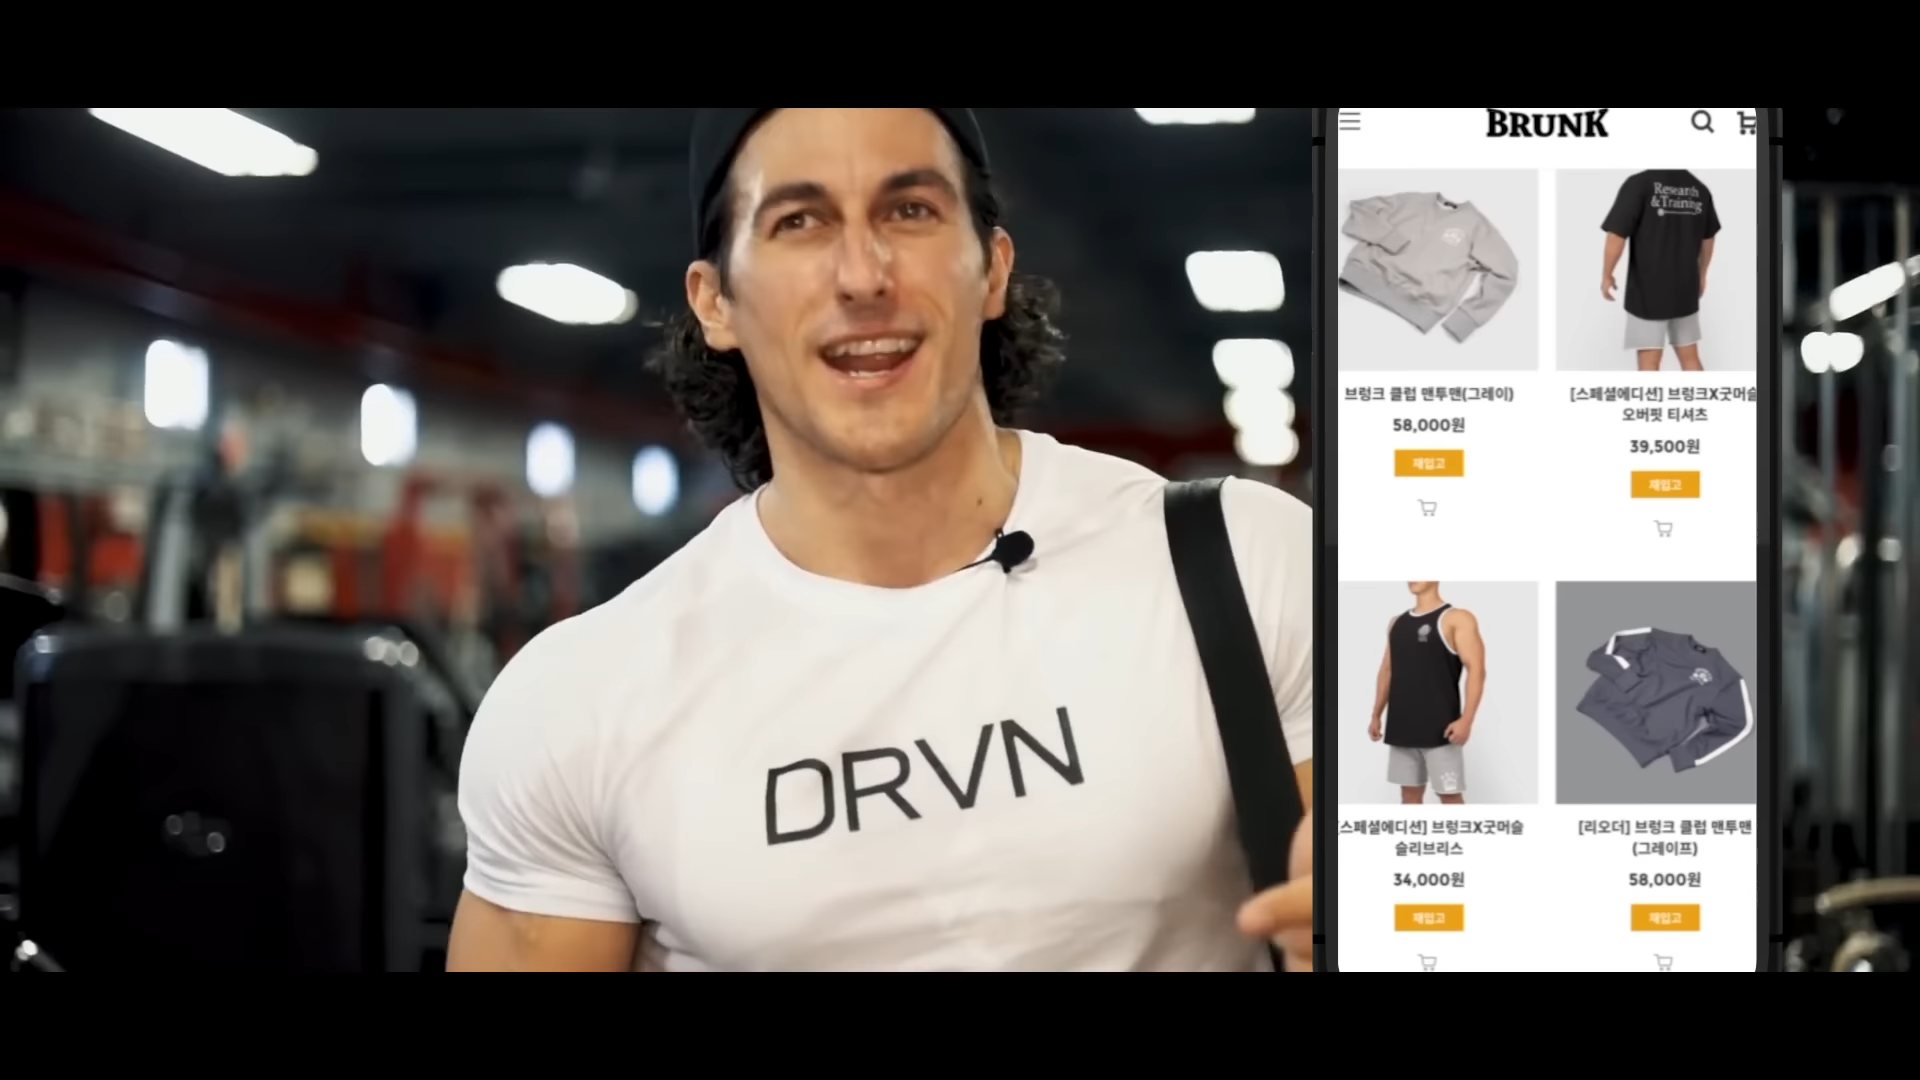 DRVN
BRUNK
Research
&Training
브렁크 클럽 맨투맨(그레이)
58,000원
재입고
[스페셜에디션] 브렁크X굿머슬
오버핏 티셔츠
39,500원
재입고
[스페셜에디션] 브렁크X굿머슬
슬리브리스
34,000원
재입고
[리오더] 브렁크 클럽 맨투맨
(그레이프)
58,000원
재입고